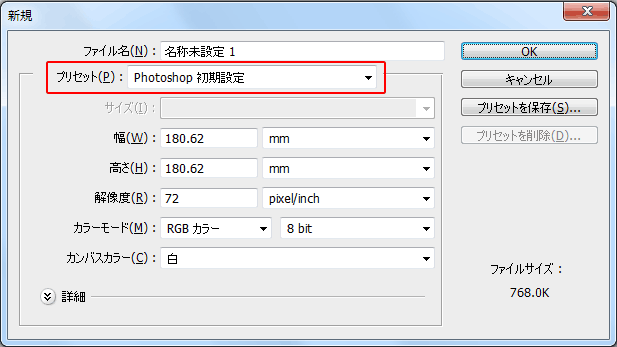 新規
ファイル名(N)： 名称未設定 1
OK
プリセット(P)： Photoshop 初期設定
キャンセル
サイズ(I)：
プリセットを保存(S)...
幅(W)： 180.62 mm
プリセットを削除(D)...
高さ(H)： 180.62 mm
解像度(R)： 72 pixel/inch
カラーモード(M)： RGB カラー 8 bit
カンバスカラー(C)： 白
ファイルサイズ：
768.0K
詳細